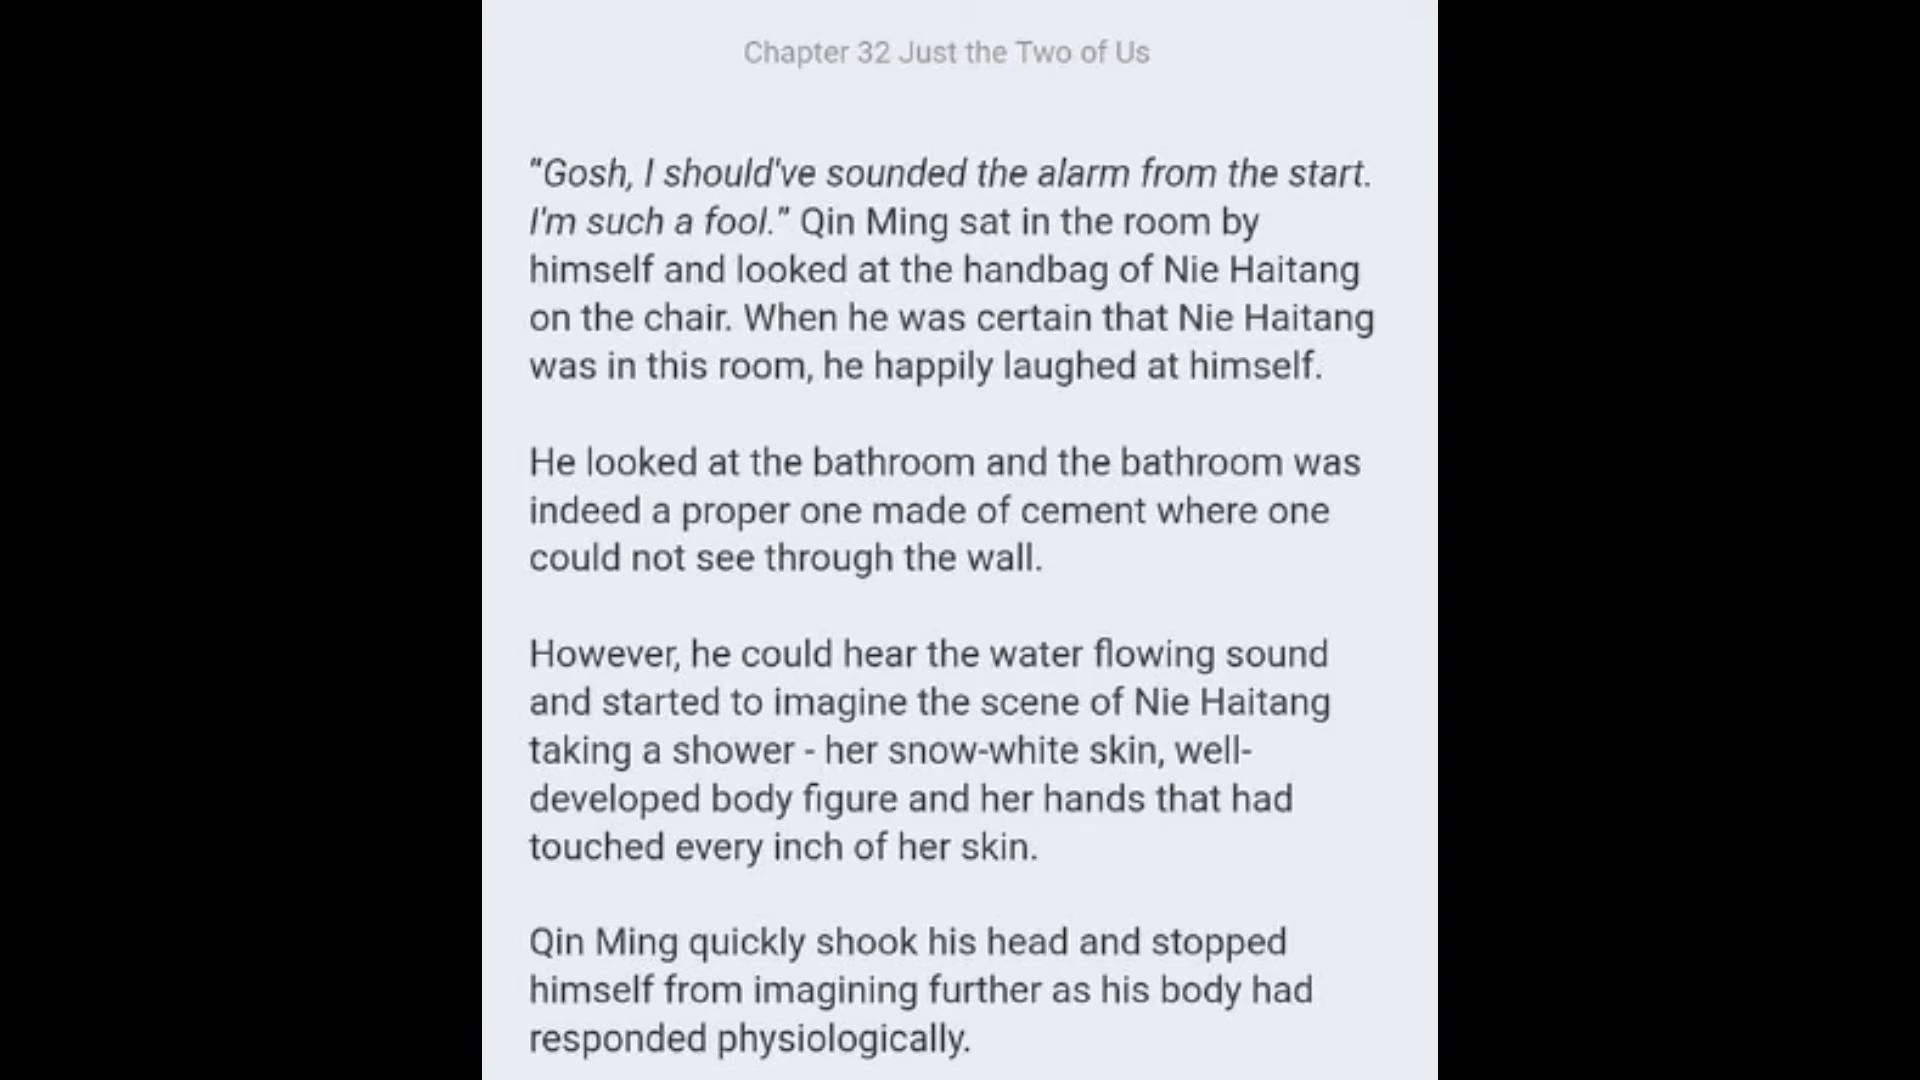 Chapter 32 Just the Two of Us
"Gosh, I should've sounded the alarm from the start.
I'm such a fool." Qin Ming sat in the room by
himself and looked at the handbag of Nie Haitang
on the chair. When he was certain that Nie Haitang
was in this room, he happily laughed at himself.
He looked at the bathroom and the bathroom was
indeed a proper one made of cement where one
could not see through the wall.
However, he could hear the water flowing sound
and started to imagine the scene of Nie Haitang
taking a shower - her snow-white skin, well-
developed body figure and her hands that had
touched every inch of her skin.
Qin Ming quickly shook his head and stopped
himself from imagining further as his body had
responded physiologically.